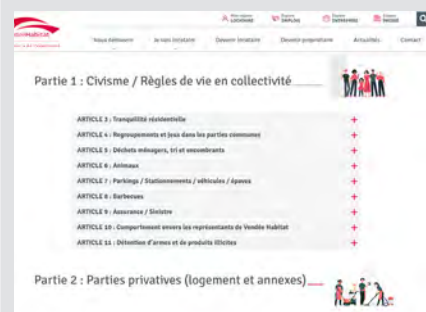 Mon espace LOCATAIRE
Espace EMPLOIS
Espace ENTREPRISE
Espace PRESSE
Vendée Habitat
Nous découvrir
Je suis locataire
Devenir locataire
Devenir propriétaire
Actualités
Contact
Partie 1 : Civisme / Règles de vie en collectivité
ARTICLE 3 : Tranquillité résidentielle
ARTICLE 4 : Regroupements et jeux dans les parties communes
ARTICLE 5 : Déchets ménagers, tri et encombrants
ARTICLE 6 : Animaux
ARTICLE 7 : Parkings / Stationnements / véhicules / épaves
ARTICLE 8 : Barbecues
ARTICLE 9 : Assurance / Sinistre
ARTICLE 10 : Comportement envers les représentants de Vendée Habitat
ARTICLE 11 : Détention d'armes et de produits illicites
Partie 2 : Parties privatives (logement et annexes)